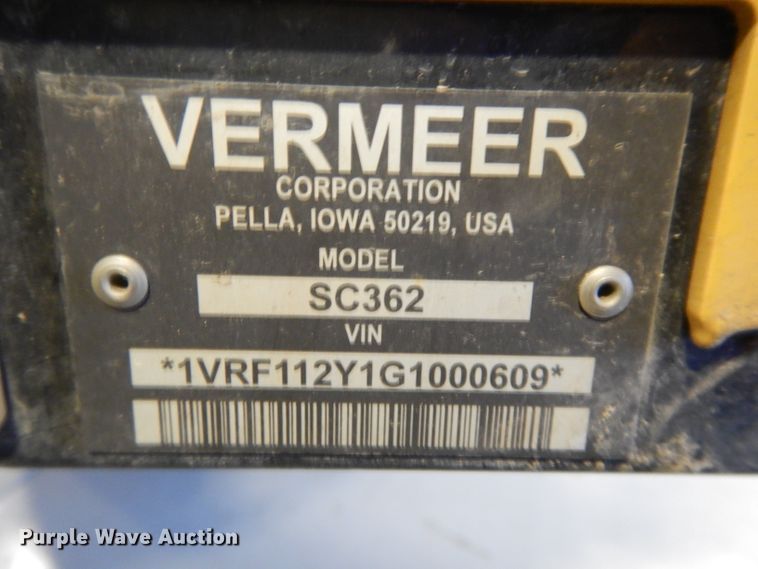 VERMEER
CORPORATION
PELLA, IOWA 50219, USA
MODEL
SC362
VIN
*1VRF112Y1G1000609*
Purple Wave Auction